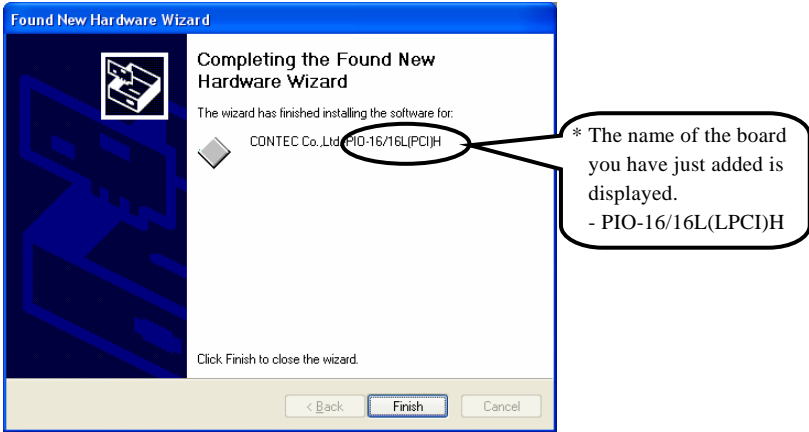 Found New Hardware Wizard
Completing the Found New
Hardware Wizard
The wizard has finished installing the software for:
CONTEC Co.,Ltd. PIO-16/16L(PCI)H
Click Finish to close the wizard.
< Back
Finish
Cancel
* The name of the board
you have just added is
displayed.
- PIO-16/16L(LPCI)H